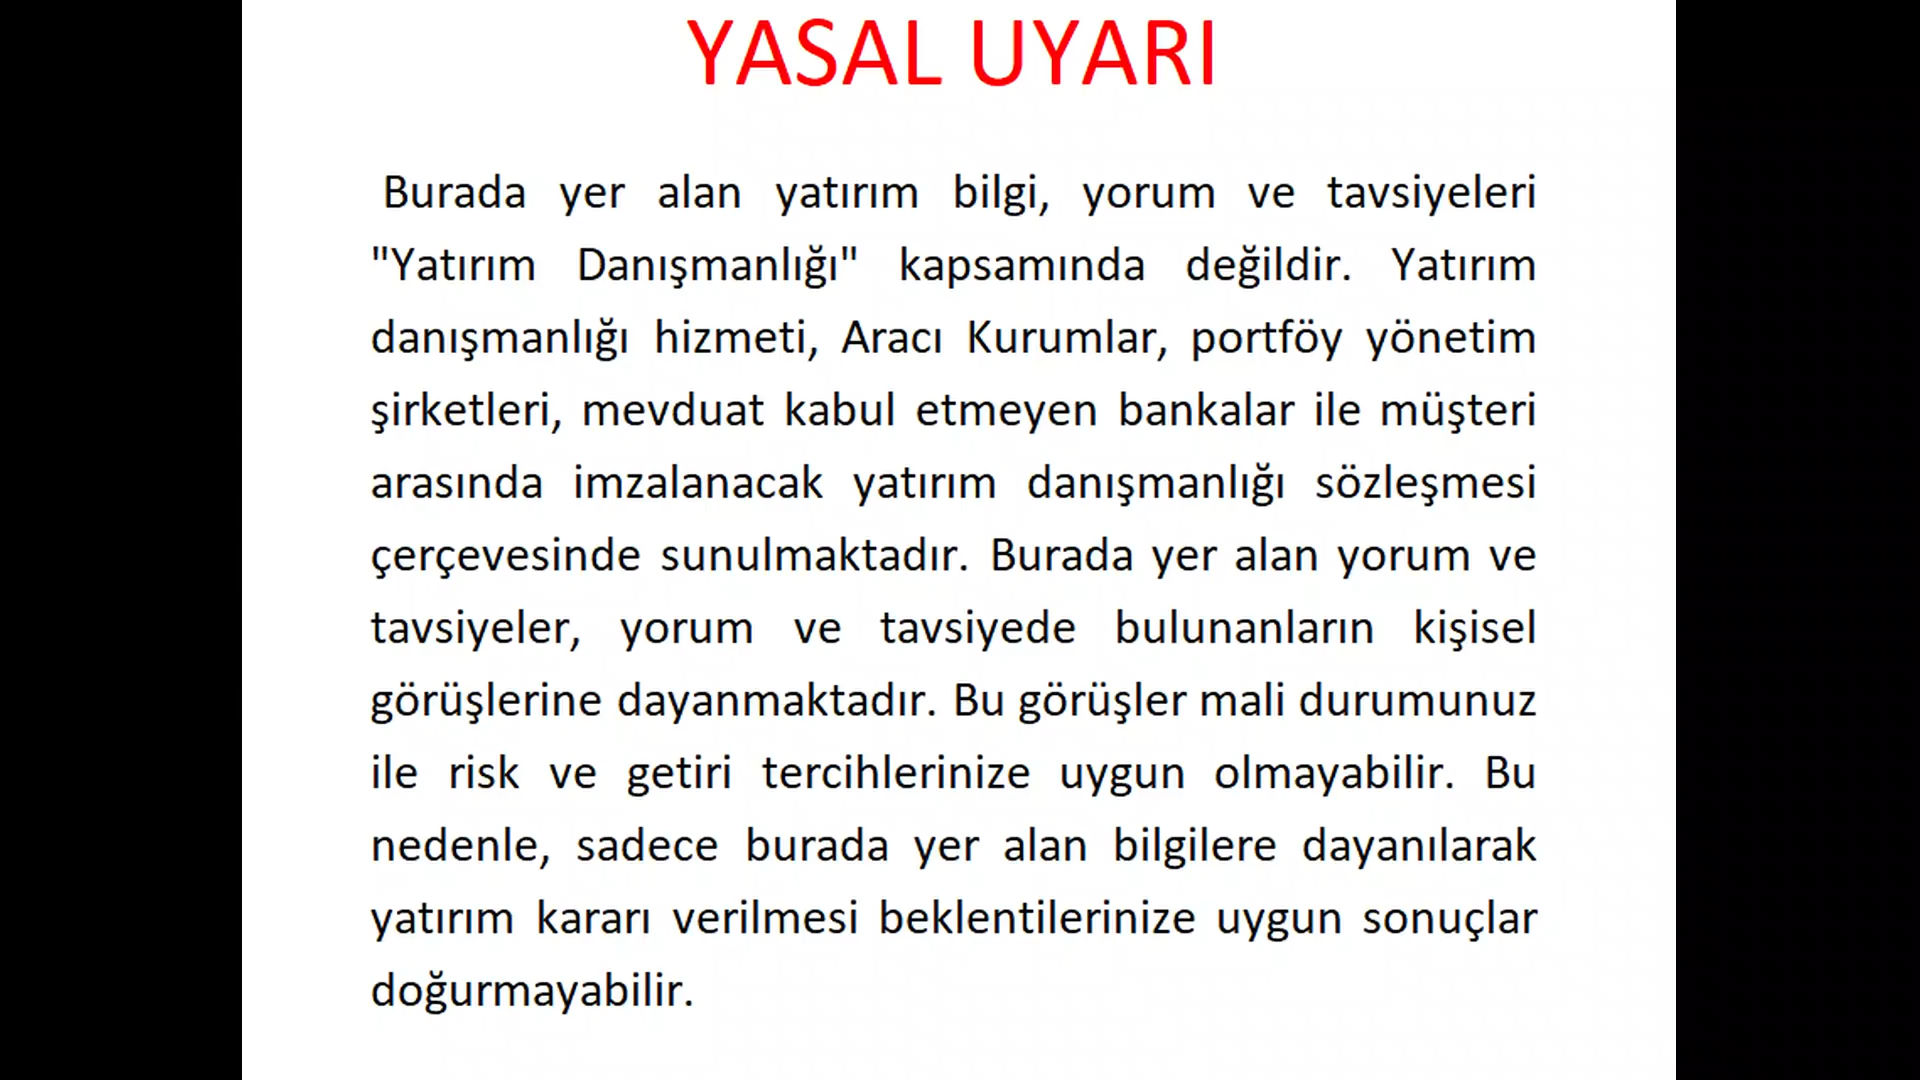 YASAL UYARI
Burada yer alan yatırım bilgi, yorum ve tavsiyeleri
"Yatırım Danışmanlığı" kapsamında değildir. Yatırım
danışmanlığı hizmeti, Aracı Kurumlar, portföy yönetim
şirketleri, mevduat kabul etmeyen bankalar ile müşteri
arasında imzalanacak yatırım danışmanlığı sözleşmesi
çerçevesinde sunulmaktadır. Burada yer alan yorum ve
tavsiyeler, yorum ve tavsiyede bulunanların kişisel
görüşlerine dayanmaktadır. Bu görüşler mali durumunuz
ile risk ve getiri tercihlerinize uygun olmayabilir. Bu
nedenle, sadece burada yer alan bilgilere dayanılarak
yatırım kararı verilmesi beklentilerinize uygun sonuçlar
doğurmayabilir.